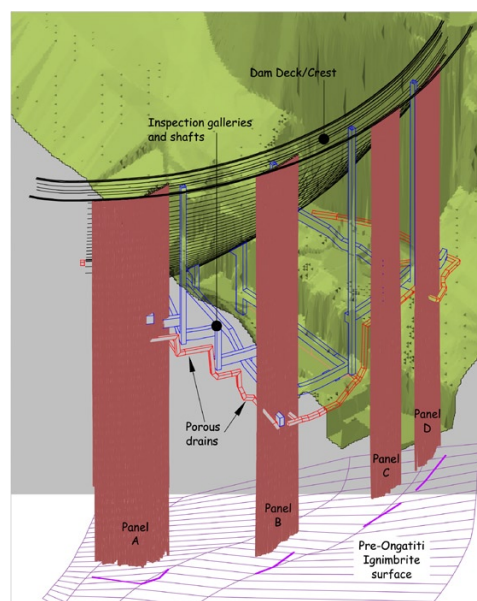 Dam Deck/Crest
Inspection galleries
and shafts
Porous
drains
Panel
A
Panel
B
Panel
C
Panel
D
Pre-Ongatiti
Ignimbrite
surface